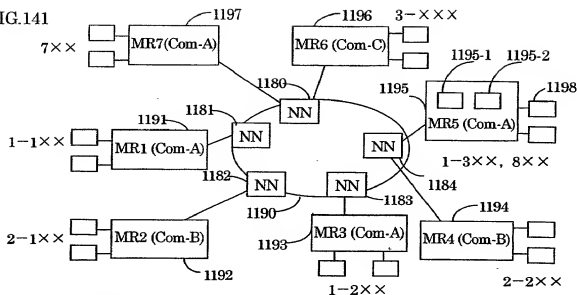 IG.141
1197
1196
3-×××
7××
MR7(Com-A)
MR6 (Com-C)
1195-1
1195-2
1180
1195
1181
NN
1198
1191
NN
MR5 (Com-A)
1-1××
MR1 (Com-A)
NN
1-3××, 8××
1182
1184
NN
NN
1183
1194
1190
2-1××
MR2 (Com-B)
1193
MR3 (Com-A)
MR4 (Com-B)
1192
1-2××
2-2××